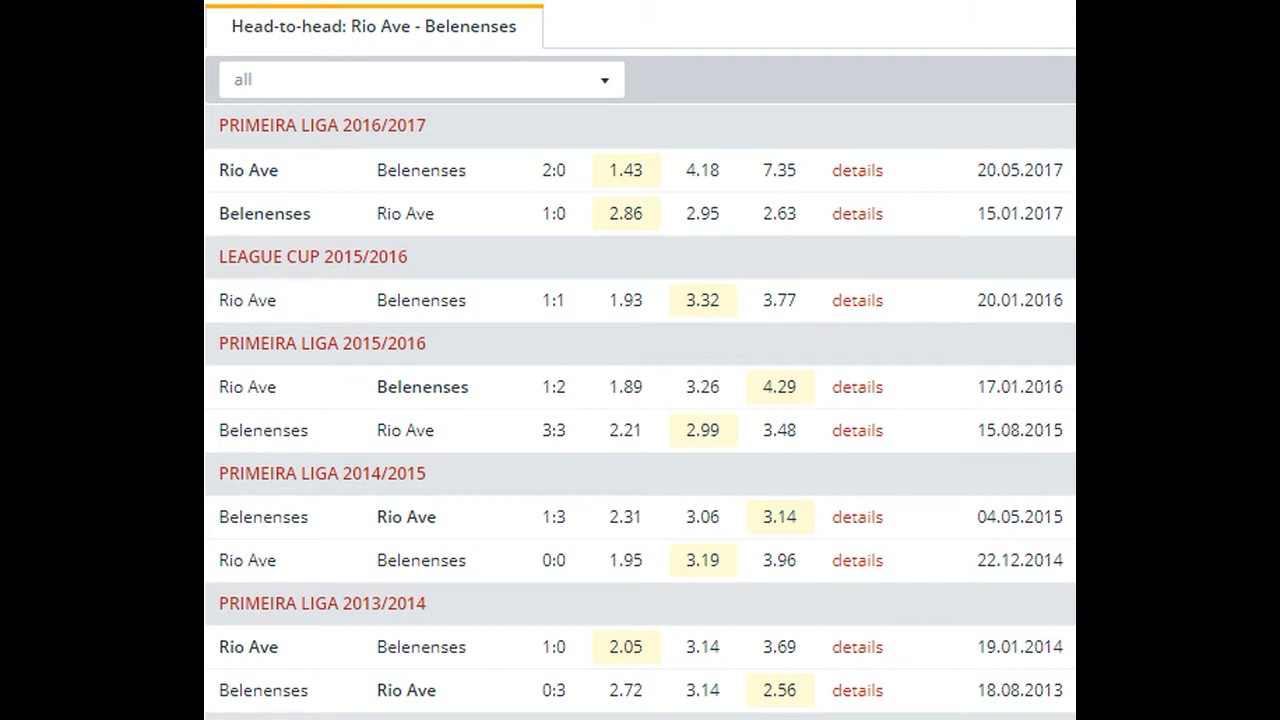 Head-to-head: Rio Ave - Belenenses
all
PRIMEIRA LIGA 2016/2017
Rio Ave Belenenses 2:0 1.43 4.18 7.35 details 20.05.2017
Belenenses Rio Ave 1:0 2.86 2.95 2.63 details 15.01.2017
LEAGUE CUP 2015/2016
Rio Ave Belenenses 1:1 1.93 3.32 3.77 details 20.01.2016
PRIMEIRA LIGA 2015/2016
Rio Ave Belenenses 1:2 1.89 3.26 4.29 details 17.01.2016
Belenenses Rio Ave 3:3 2.21 2.99 3.48 details 15.08.2015
PRIMEIRA LIGA 2014/2015
Belenenses Rio Ave 1:3 2.31 3.06 3.14 details 04.05.2015
Rio Ave Belenenses 0:0 1.95 3.19 3.96 details 22.12.2014
PRIMEIRA LIGA 2013/2014
Rio Ave Belenenses 1:0 2.05 3.14 3.69 details 19.01.2014
Belenenses Rio Ave 0:3 2.72 3.14 2.56 details 18.08.2013